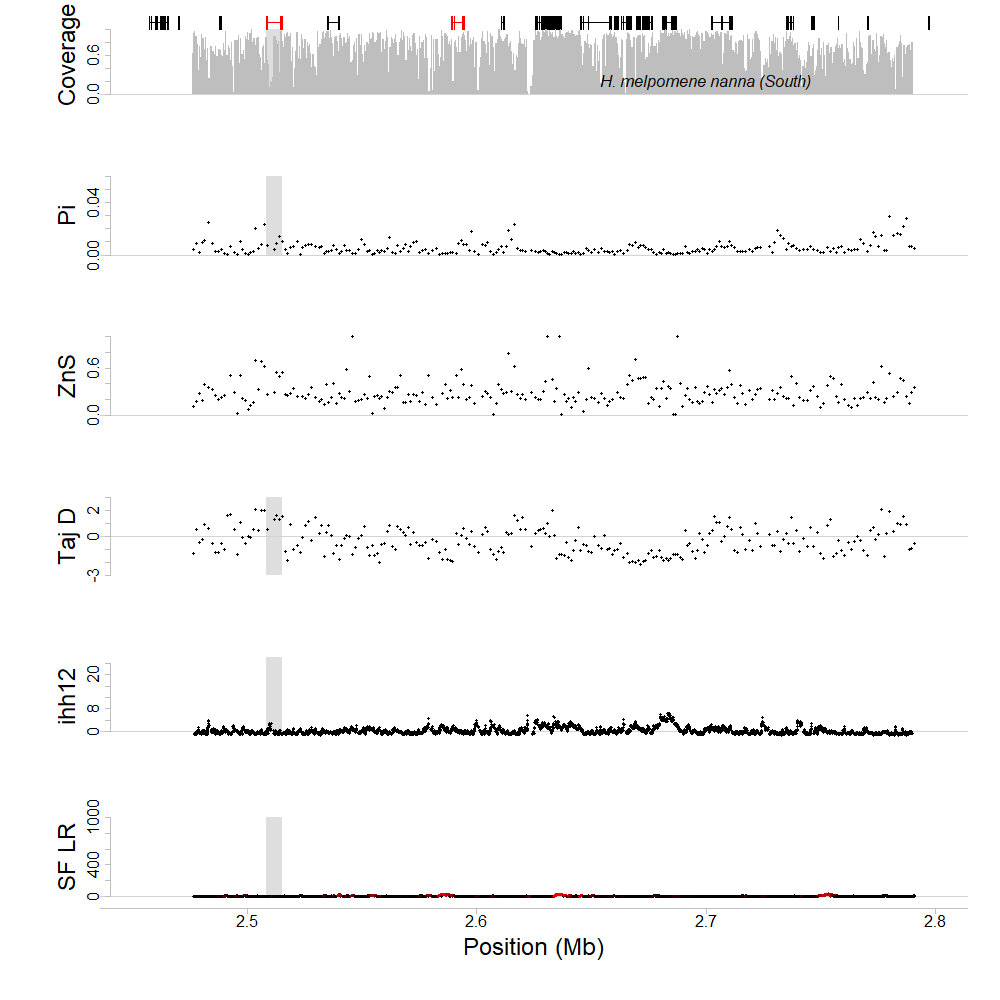 Coverage
0.6
0.0
H. melpomene nanna (South)
Pi
0.04
0.00
ZnS
0.6
0.0
Taj D
2
0
-3
ihh12
20
8
0
SF LR
1000
400
0
2.5 2.6 2.7 2.8
Position (Mb)